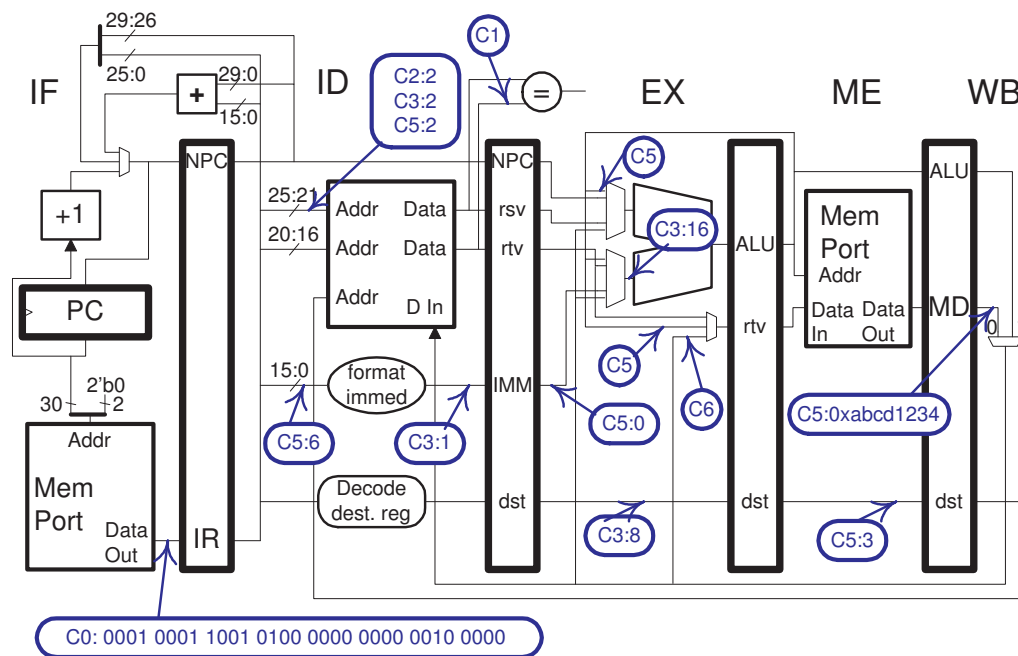 29:26
25:0
IF
+
29:0
15:0
ID
C2:2
C3:2
C5:2
C1
=
EX
ME
WB
NPC
+1
PC
30
2'b0
2
Addr
Mem
Port
Data
Out
IR
25:21
20:16
Addr
Data
Addr
Data
Addr
D In
15:0
format
immed
C5:6
C3:1
Decode
dest. reg
NPC
rsv
rtv
IMM
dst
C5
C3:16
C5
C6
C5:0
C3:8
ALU
rtv
dst
Mem
Port
Addr
Data
In
Data
Out
C5:0xabcd1234
C5:3
ALU
MD
dst
0
C0: 0001 0001 1001 0100 0000 0000 0010 0000